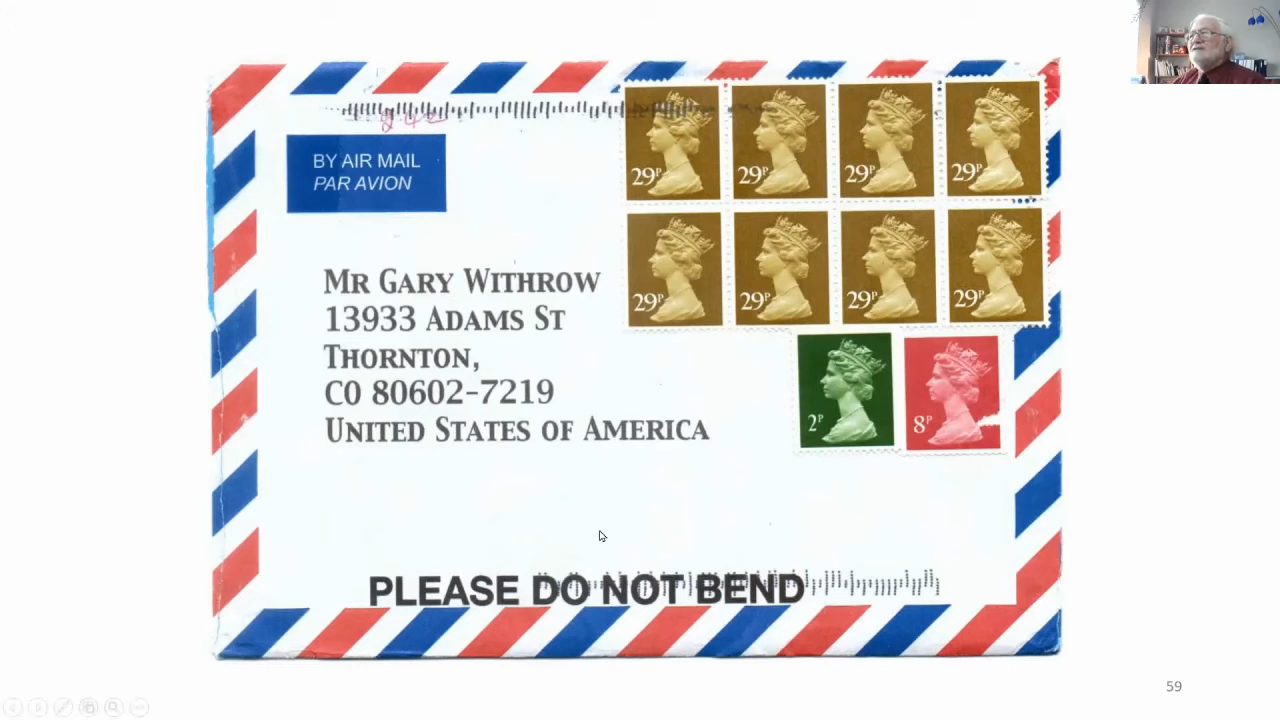 BY AIR MAIL
PAR AVION
29P 29P 29P 29P
29P 29P 29P 29P
MR GARY WITHROW
13933 ADAMS ST
THORNTON,
CO 80602-7219
UNITED STATES OF AMERICA
2P 8P
PLEASE DO NOT BEND
59